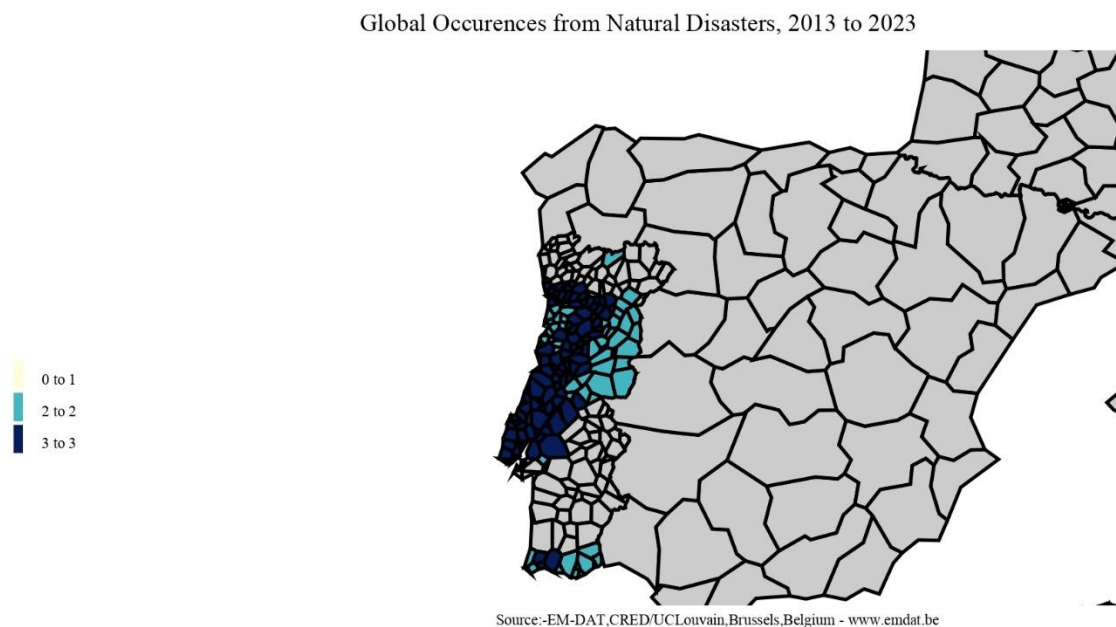 Global Occurences from Natural Disasters, 2013 to 2023
0 to 1
2 to 2
3 to 3
Source:-EM-DAT,CRED/UCLouvain,Brussels,Belgium - www.emdat.be